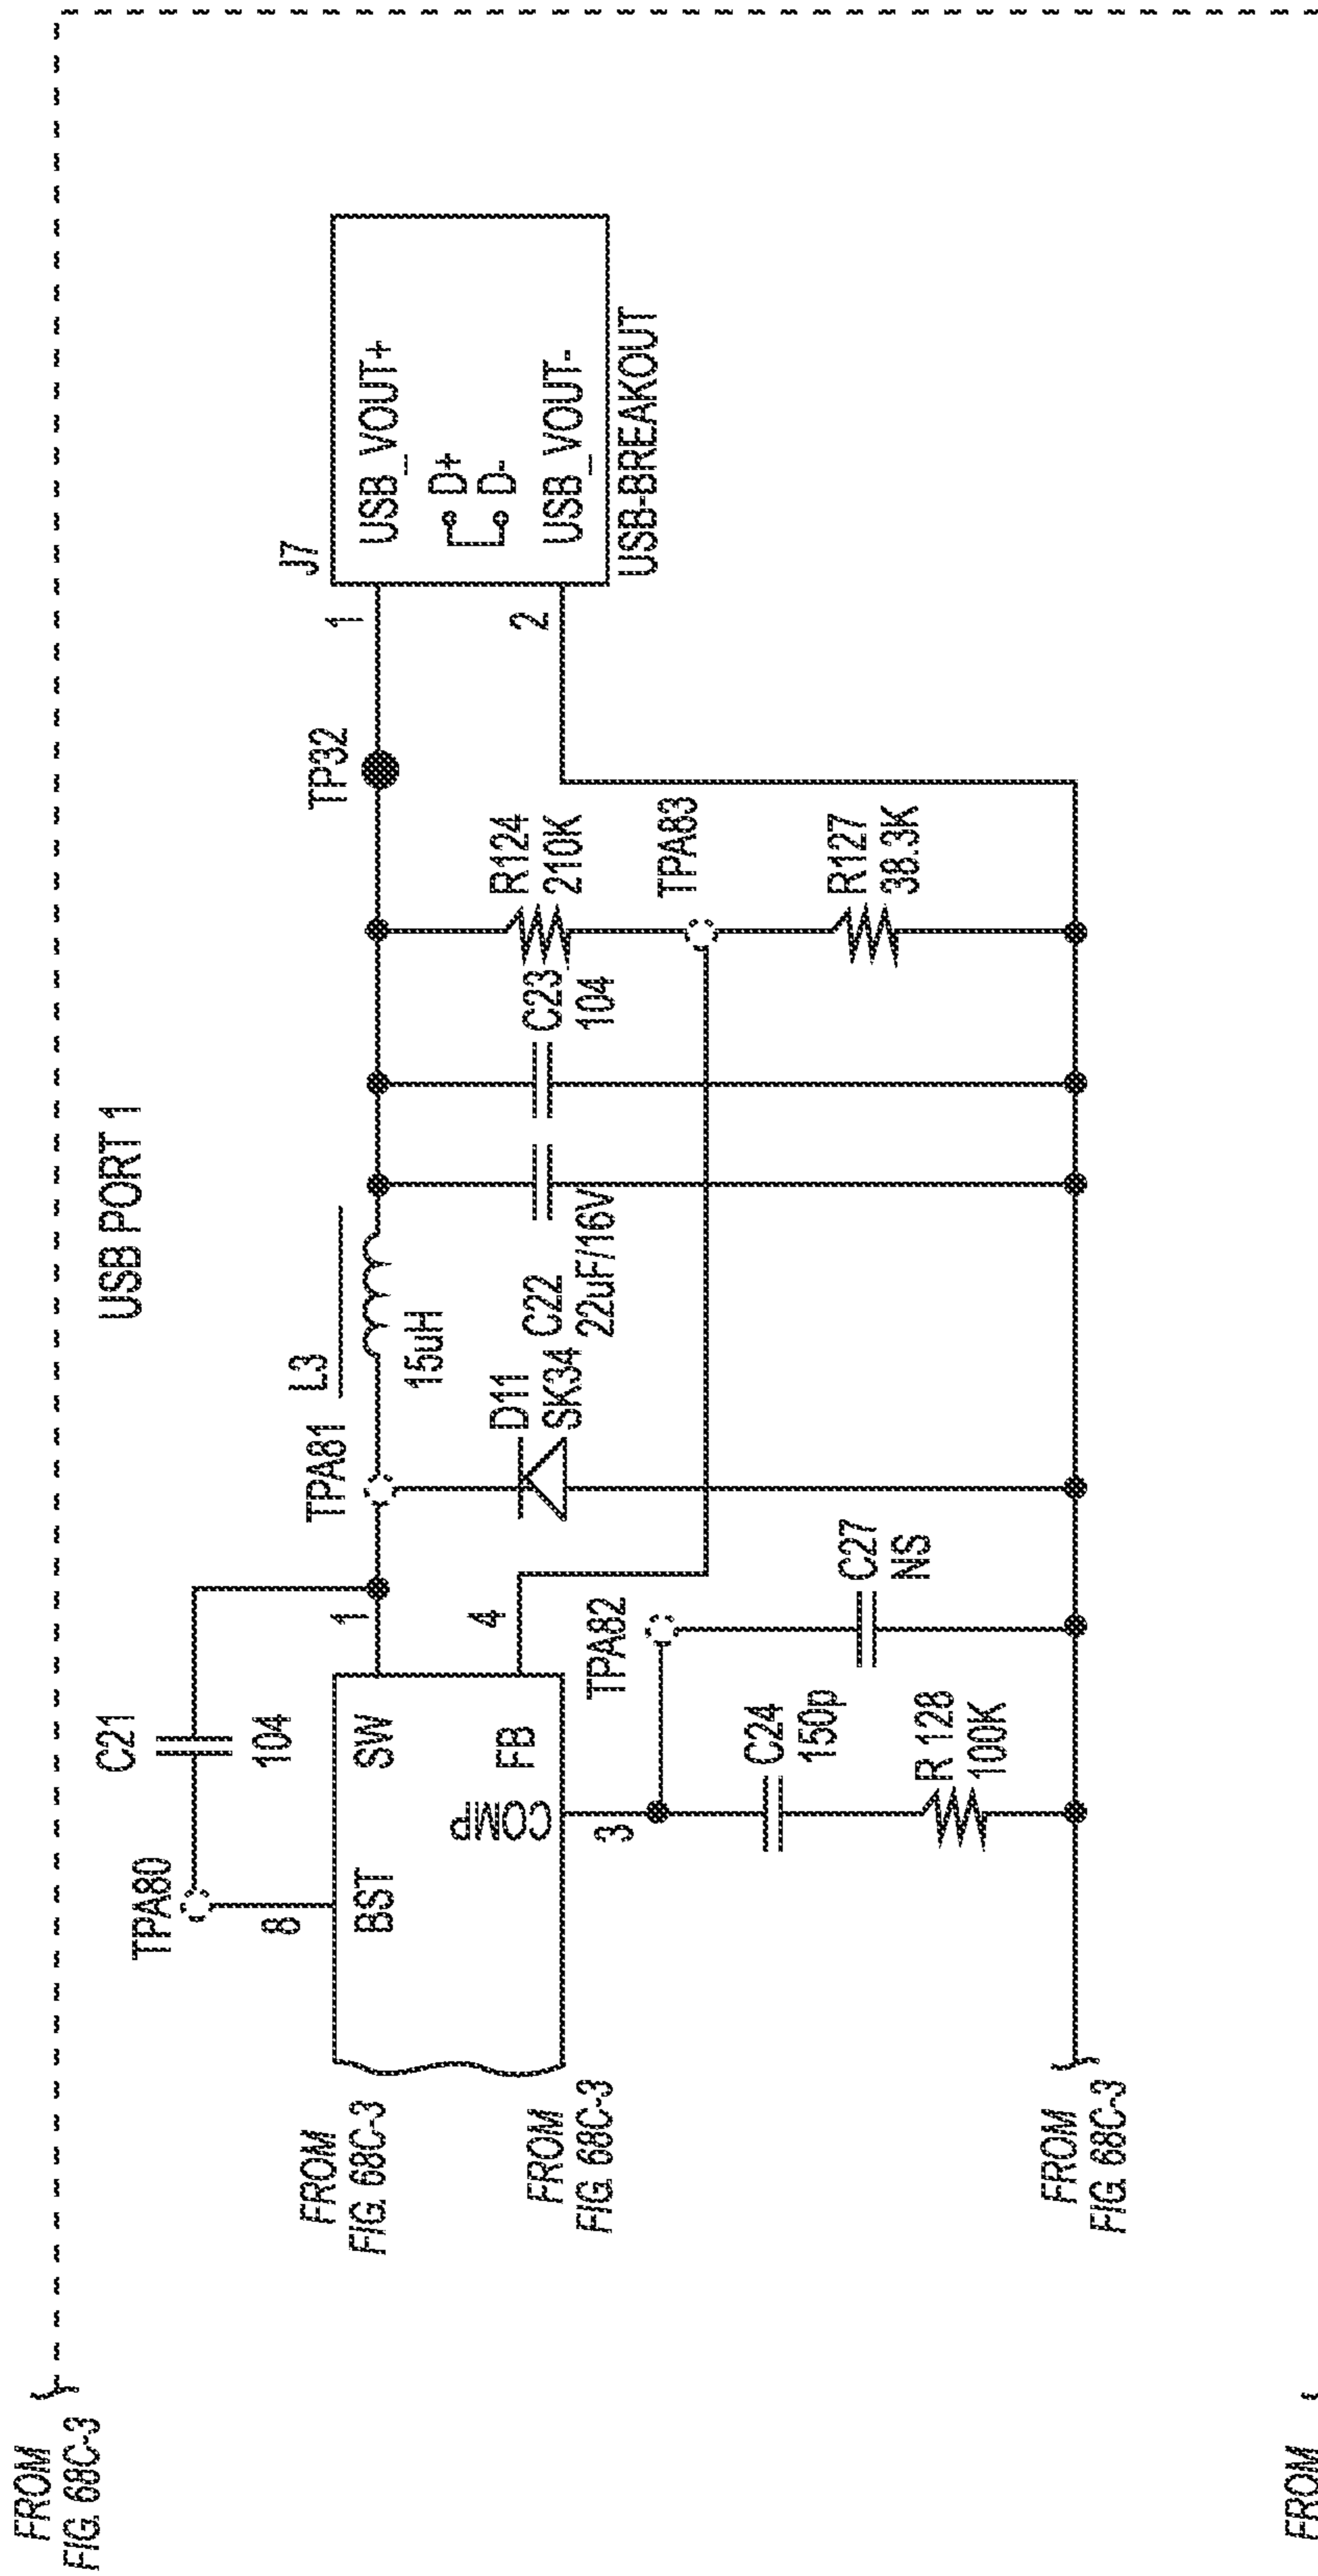 FROM
FIG. 68C-3
USB PORT 1
C21
104
TPA80
8
BST
SW
1
FB
4
COMP
3
FROM
FIG. 68C-3
FROM
FIG. 68C-3
TPA81
L3
15uH
D11
SK34
C22
22uF/16V
C23
104
TP32
R124
210K
TPA83
R127
38.3K
J7
1
2
USB_VOUT+
D+
D-
USB_VOUT-
USB-BREAKOUT
TPA82
C24
150p
R 128
100K
C27
NS
FROM
FIG. 68C-3
FROM